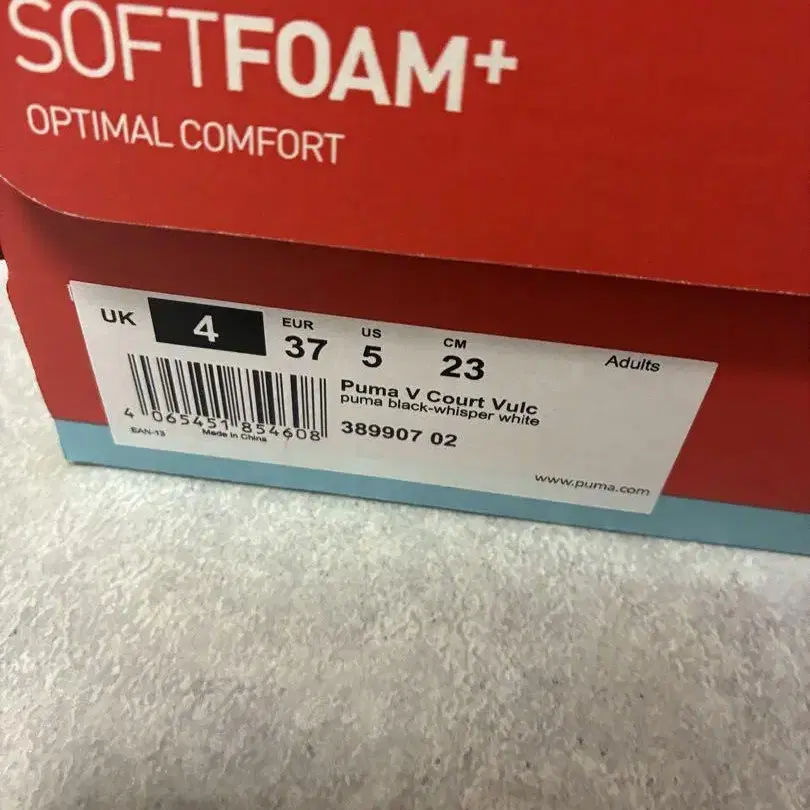 SOFTFOAM+
OPTIMAL COMFORT
UK 4 EUR 37 US 5 CM 23 Adults
Puma V Court Vulc
puma black-whisper white
389907 02
4 065451 854608
EAN-13 Made in China
www.puma.com